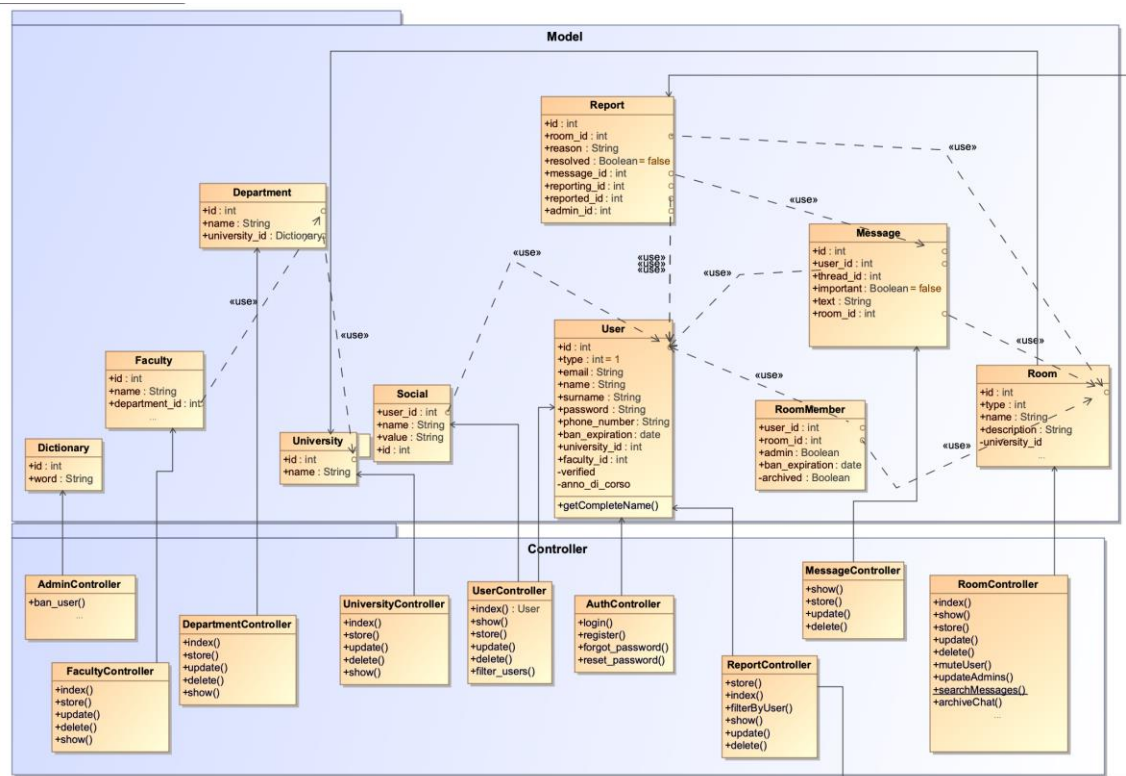 Model
Report
+id : int
+room_id : int
+reason : String
+resolved : Boolean = false
+message_id : int
+reporting_id : int
+reported_id : int
+admin_id : int
«use»
«use»
Department
+id : int
+name : String
+university_id : Dictionary
«use»
«use»
«use»
«use»
«use»
«use»
«use»
Message
+id : int
+user_id : int
+thread_id : int
+important : Boolean = false
+text : String
+room_id : int
«use»
«use»
Faculty
+id : int
+name : String
+department_id : int
...
Social
+user_id : int
+name : String
+value : String
+id : int
University
+id : int
+name : String
Dictionary
+id : int
+word : String
User
+id : int
+type : int = 1
+email : String
+name : String
+surname : String
+password : String
+phone_number : String
+ban_expiration : date
+university_id : int
+faculty_id : int
-verified
-anno_di_corso
+getCompleteName()
«use»
RoomMember
+user_id : int
+room_id : int
+admin : Boolean
+ban_expiration : date
-archived : Boolean
«use»
Room
+id : int
+type : int
+name : String
+description : String
-university_id
...
Controller
AdminController
+ban_user()
...
FacultyController
+index()
+store()
+update()
+delete()
+show()
DepartmentController
+index()
+store()
+update()
+delete()
+show()
UniversityController
+index()
+store()
+update()
+delete()
+show()
UserController
+index() : User
+show()
+store()
+update()
+delete()
+filter_users()
AuthController
+login()
+register()
+forgot_password()
+reset_password()
ReportController
+store()
+index()
+filterByUser()
+show()
+update()
+delete()
MessageController
+show()
+store()
+update()
+delete()
RoomController
+index()
+show()
+store()
+update()
+delete()
+muteUser()
+updateAdmins()
+searchMessages()
+archiveChat()
...